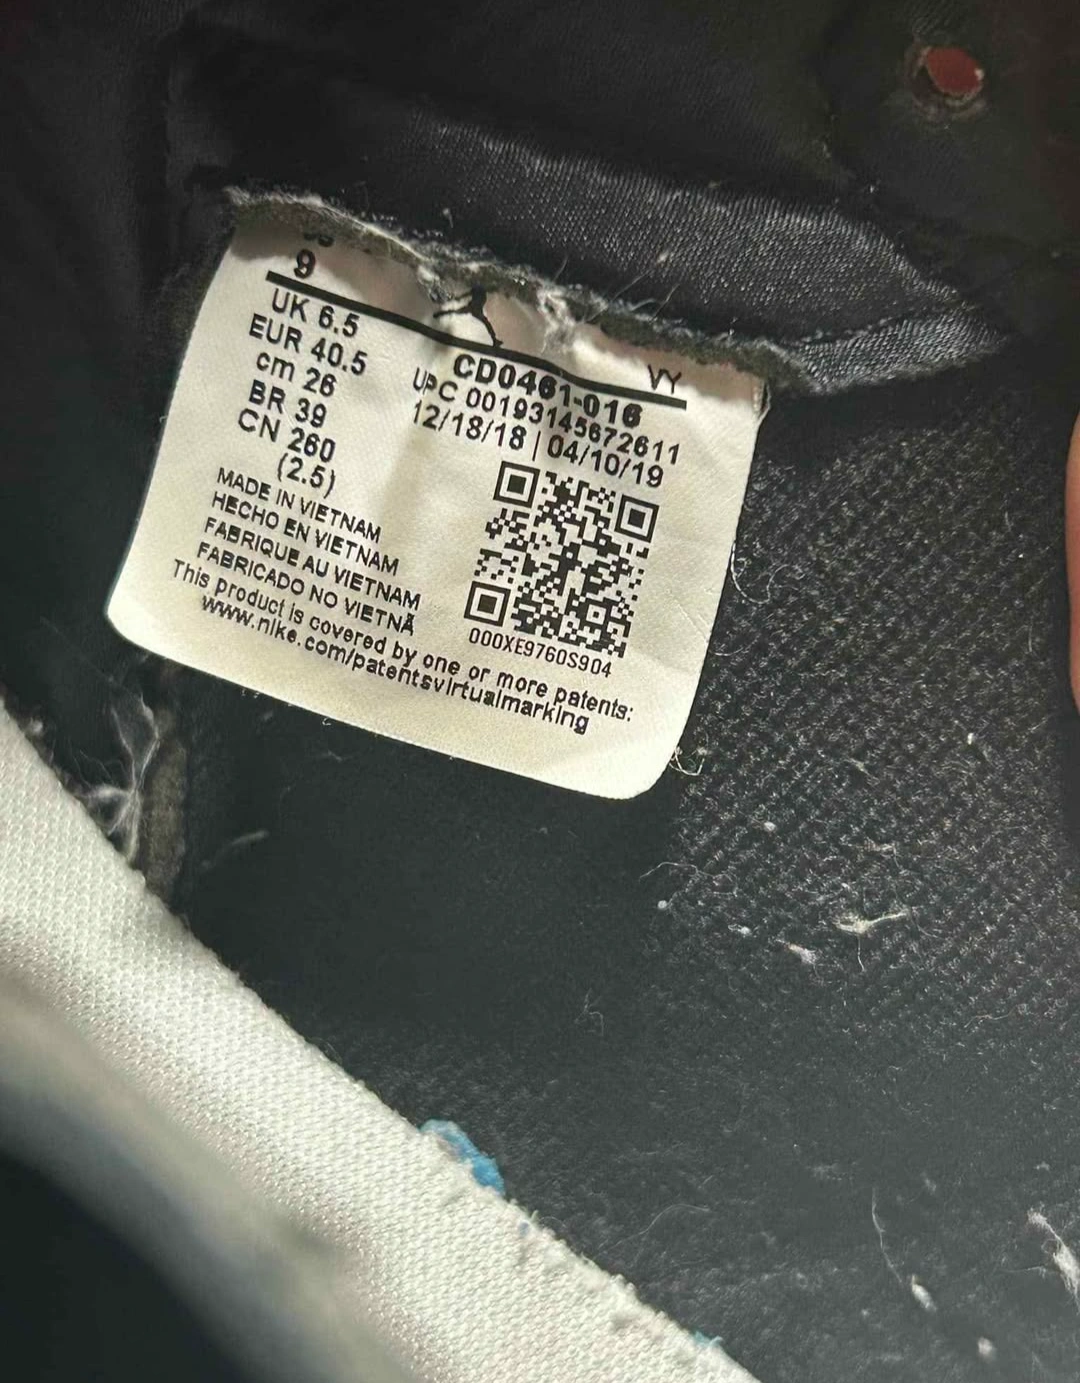 9
VY
UK 6.5
EUR 40.5
cm 26
BR 39
CN 260
(2.5)
CD0461-016
UPC 00193145672611
12/18/18 | 04/10/19
MADE IN VIETNAM
HECHO EN VIETNAM
FABRIQUE AU VIETNAM
FABRICADO NO VIETNÃ
000XE9760S904
This product is covered by one or more patents:
www.nike.com/patentsvirtualmarking